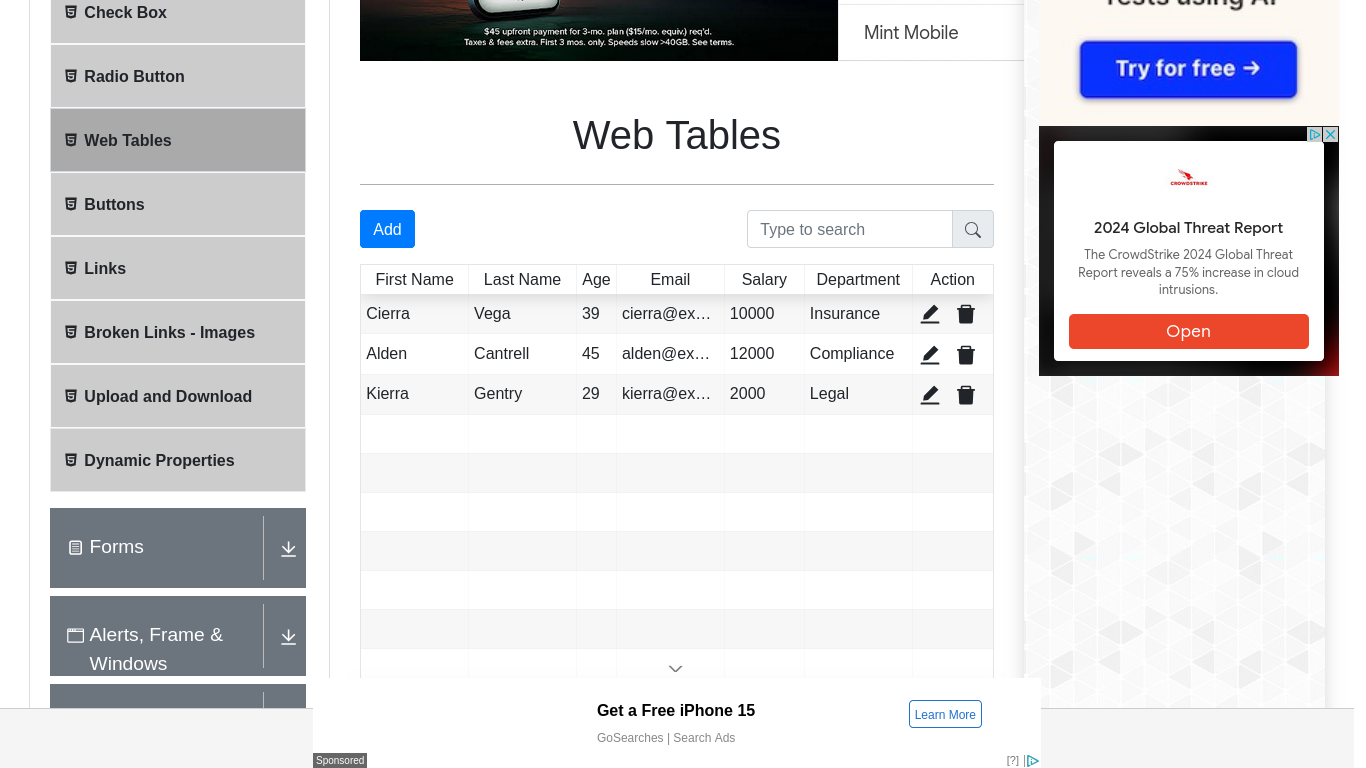 Check Box
Radio Button
Web Tables
Buttons
Links
Broken Links - Images
Upload and Download
Dynamic Properties
Forms
Alerts, Frame &
Windows
$45 upfront payment for 3-mo. plan ($15/mo. equiv.) req'd.
Taxes & fees extra. First 3 mos. only. Speeds slow >40GB. See terms.
Mint Mobile
Web Tables
Add
Type to search
First Name Last Name Age Email Salary Department Action
Cierra Vega 39 cierra@ex… 10000 Insurance
Alden Cantrell 45 alden@ex… 12000 Compliance
Kierra Gentry 29 kierra@ex… 2000 Legal
Tests using AI
Try for free →
CROWDSTRIKE
2024 Global Threat Report
The CrowdStrike 2024 Global Threat
Report reveals a 75% increase in cloud
intrusions.
Open
Get a Free iPhone 15
GoSearches | Search Ads
Learn More
Sponsored
[?]